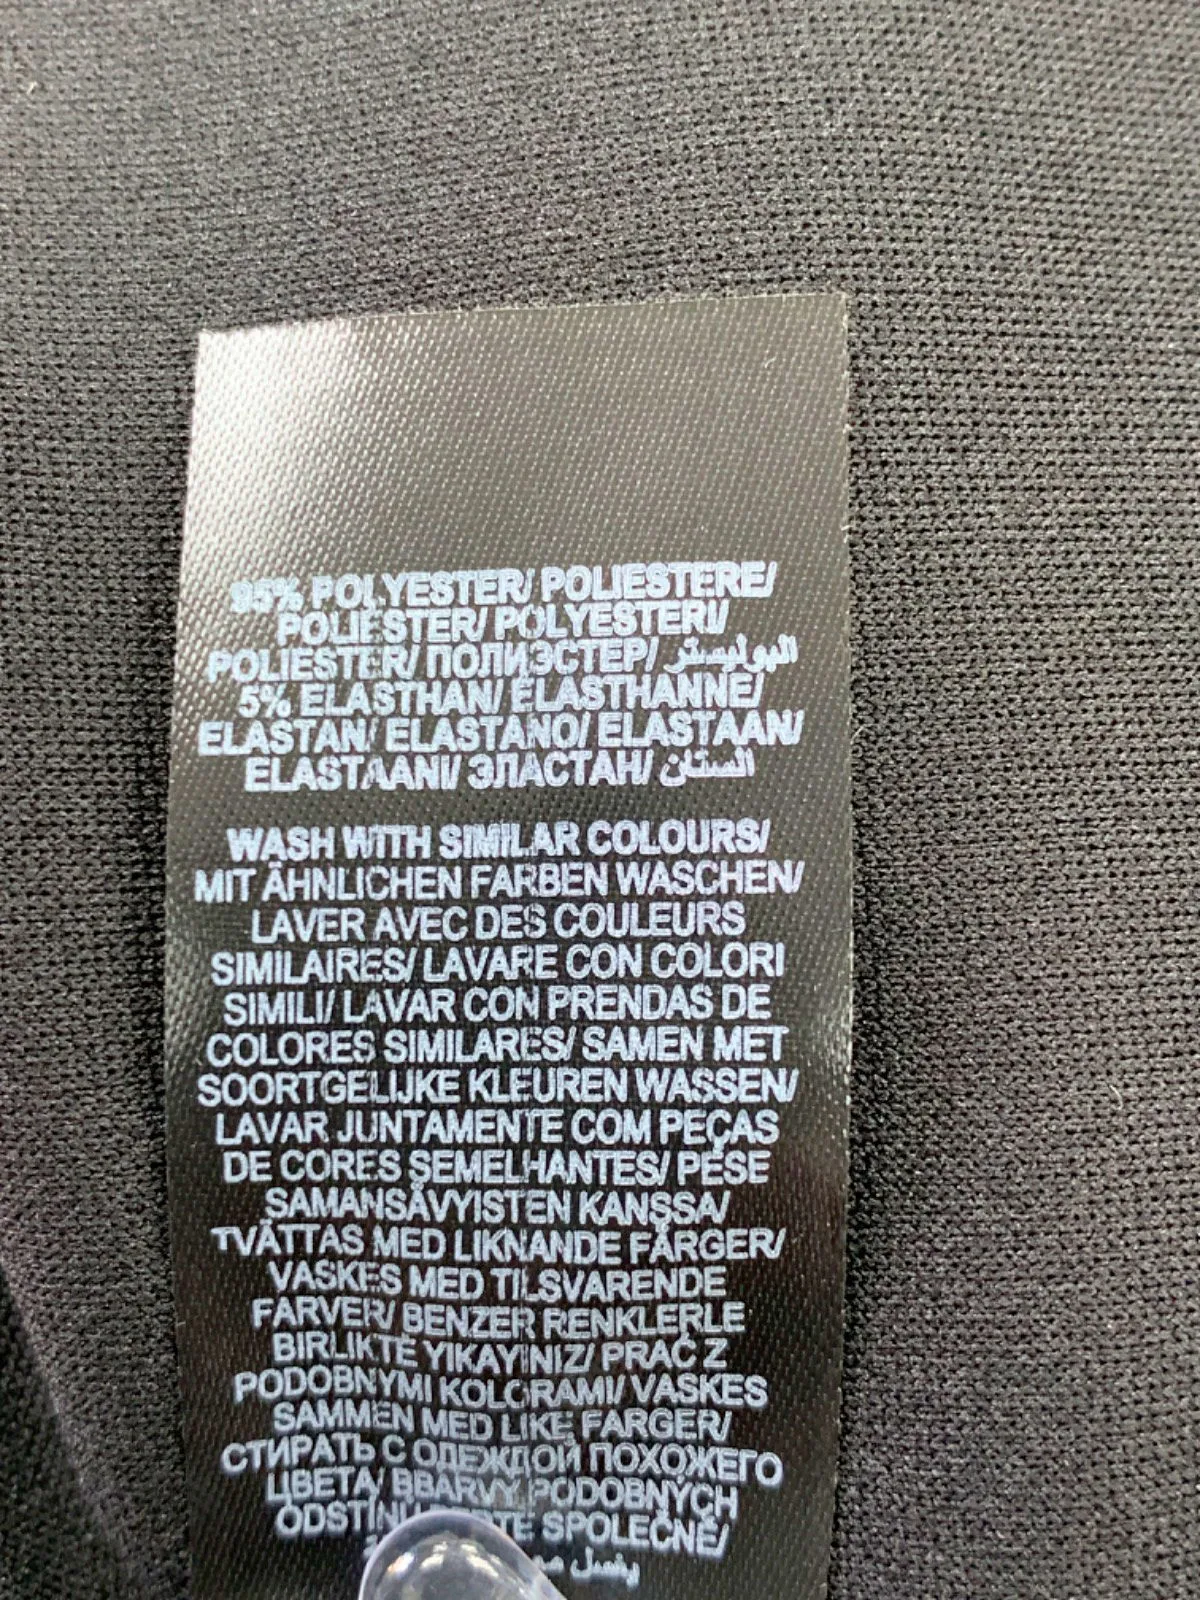 95% POLYESTER/ POLIESTERE/
POLIESTER/ POLYESTERI/
POLIESTER/ ПОЛИЭСТЕР/ البوليستر
5% ELASTHAN/ ÉLASTHANNE/
ELASTAN/ ELASTANO/ ELASTAAN/
ELASTAANI/ ЭЛАСТАН/ الستان
WASH WITH SIMILAR COLOURS/
MIT ÄHNLICHEN FARBEN WASCHEN/
LAVER AVEC DES COULEURS
SIMILAIRES/ LAVARE CON COLORI
SIMILI/ LAVAR CON PRENDAS DE
COLORES SIMILARES/ SAMEN MET
SOORTGELIJKE KLEUREN WASSEN/
LAVAR JUNTAMENTE COM PEÇAS
DE CORES SEMELHANTES/ PESE
SAMANSÄVYISTEN KANSSA/
TVÄTTAS MED LIKNANDE FÄRGER/
VASKES MED TILSVARENDE
FARVER/ BENZER RENKLERLE
BIRLIKTE YIKAYINIZ/ PRAĆ Z
PODOBNYMI KOLORAMI/ VASKES
SAMMEN MED LIKE FARGER/
СТИРАТЬ С ОДЕЖДОЙ ПОХОЖЕГО
ЦВЕТА/ BBARVY PODOBNÝCH
SPOLEČNĚ/
يغسل